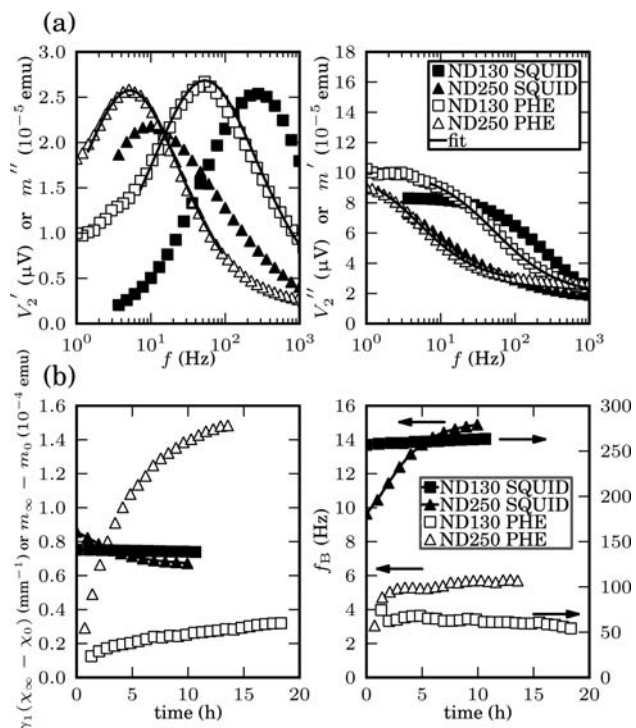 (a)
V₂′ (μV) or m″ (10⁻⁵ emu)
3.0
2.5
2.0
1.5
1.0
0.5
0.0
10⁰ 10¹ 10² 10³
f (Hz)
V₂″ (μV) or m′ (10⁻⁵ emu)
18
16
14
12
10
8
6
4
2
0
10⁰ 10¹ 10² 10³
f (Hz)
ND130 SQUID
ND250 SQUID
ND130 PHE
ND250 PHE
fit
(b)
γ₁(χ∞ − χ₀) (mm⁻¹) or m∞ − m₀ (10⁻⁴ emu)
1.6
1.4
1.2
1.0
0.8
0.6
0.4
0.2
0.0
0 5 10 15 20
time (h)
f_B (Hz)
16
14
12
10
8
6
4
2
0
300
250
200
150
100
50
0
0 5 10 15 20
time (h)
ND130 SQUID
ND250 SQUID
ND130 PHE
ND250 PHE